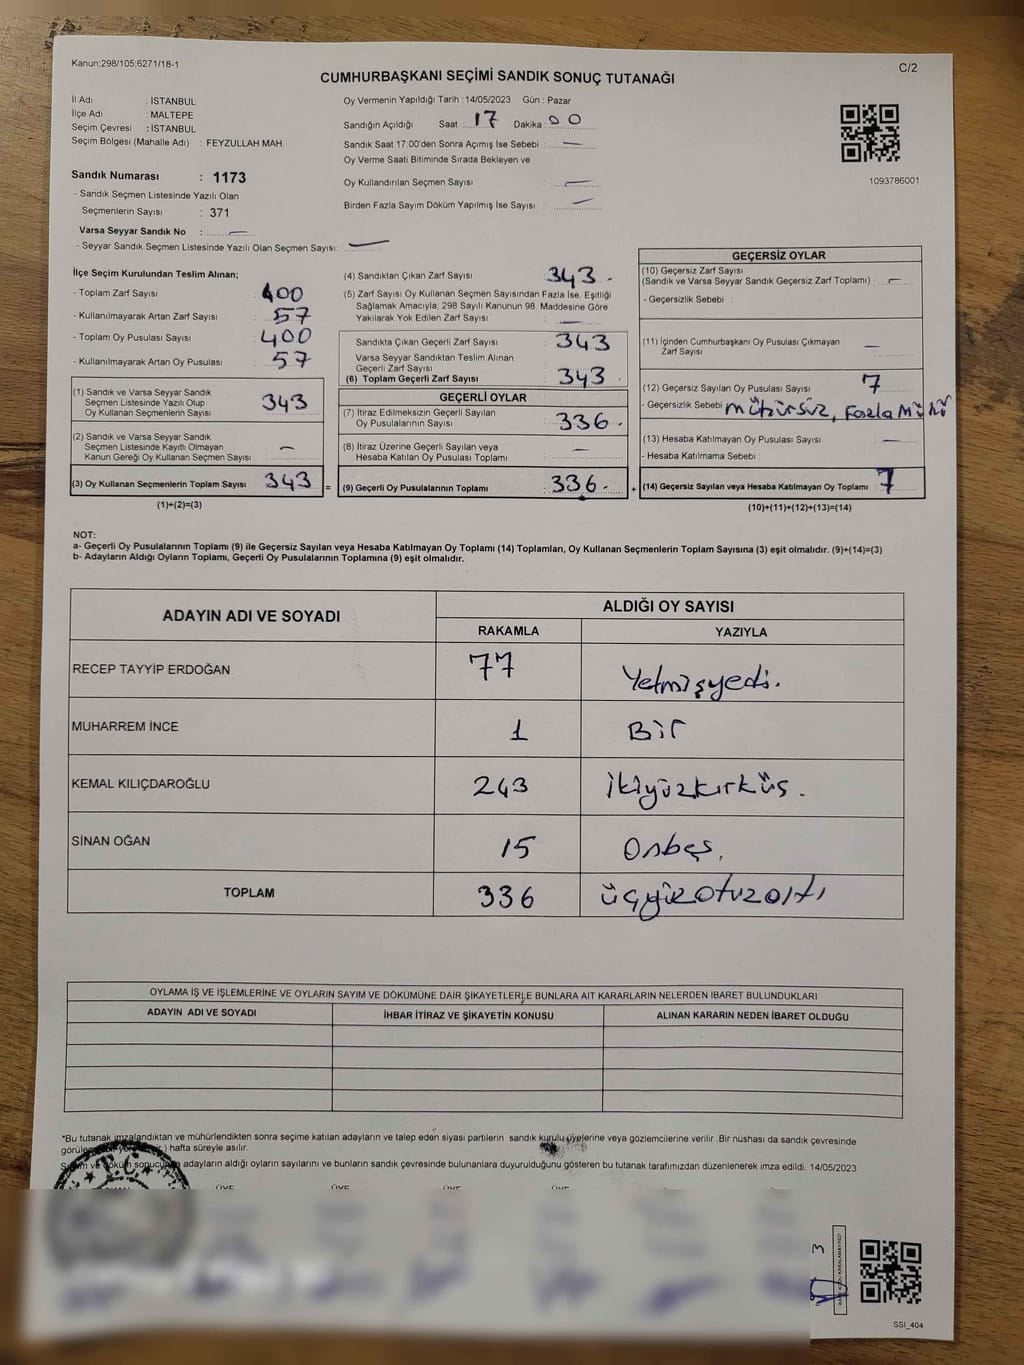 Kanun;298/105;6271/18-1
C/2
CUMHURBAŞKANI SEÇİMİ SANDIK SONUÇ TUTANAĞI
İl Adı : İSTANBUL
İlçe Adı : MALTEPE
Seçim Çevresi : İSTANBUL
Seçim Bölgesi (Mahalle Adı) : FEYZULLAH MAH.
Sandık Numarası : 1173
- Sandık Seçmen Listesinde Yazılı Olan
Seçmenlerin Sayısı : 371
Varsa Seyyar Sandık No : —
- Seyyar Sandık Seçmen Listesinde Yazılı Olan Seçmen Sayısı: —
Oy Vermenin Yapıldığı Tarih :14/05/2023 Gün : Pazar
Sandığın Açıldığı Saat : 17 Dakika : 00
Sandık Saat 17:00'den Sonra Açımış İse Sebebi : —
Oy Verme Saati Bitiminde Sırada Bekleyen ve
Oy Kullandırılan Seçmen Sayısı : —
Birden Fazla Sayım Döküm Yapılmış İse Sayısı : —
1093786001
İlçe Seçim Kurulundan Teslim Alınan;
- Toplam Zarf Sayısı : 400
- Kullanılmayarak Artan Zarf Sayısı : 57
- Toplam Oy Pusulası Sayısı : 400
- Kullanılmayarak Artan Oy Pusulası : 57
(1) Sandık ve Varsa Seyyar Sandık
Seçmen Listesinde Yazılı Olup
Oy Kullanan Seçmenlerin Sayısı : 343
(2) Sandık ve Varsa Seyyar Sandık
Seçmen Listesinde Kayıtlı Olmayan
Kanun Gereği Oy Kullanan Seçmen Sayısı : —
(3) Oy Kullanan Seçmenlerin Toplam Sayısı : 343 =
(1)+(2)=(3)
(4) Sandıktan Çıkan Zarf Sayısı : 343.
(5) Zarf Sayısı Oy Kullanan Seçmen Sayısından Fazla İse, Eşitliği
Sağlamak Amacıyla, 298 Sayılı Kanunun 98. Maddesine Göre
Yakılarak Yok Edilen Zarf Sayısı : —
Sandıkta Çıkan Geçerli Zarf Sayısı : 343
Varsa Seyyar Sandıktan Teslim Alınan
Geçerli Zarf Sayısı :
(6) Toplam Geçerli Zarf Sayısı : 343
GEÇERLİ OYLAR
(7) İtiraz Edilmeksizin Geçerli Sayılan
Oy Pusulalarının Sayısı : 336.
(8) İtiraz Üzerine Geçerli Sayılan veya
Hesaba Katılan Oy Pusulası Toplamı : —
(9) Geçerli Oy Pusulalarının Toplamı : 336. +
GEÇERSİZ OYLAR
(10) Geçersiz Zarf Sayısı
(Sandık ve Varsa Seyyar Sandık Geçersiz Zarf Toplamı) : —
- Geçersizlik Sebebi :
(11) İçinden Cumhurbaşkanı Oy Pusulası Çıkmayan
Zarf Sayısı : —
(12) Geçersiz Sayılan Oy Pusulası Sayısı : 7
- Geçersizlik Sebebi : mühürsüz, Fazla Mühür
(13) Hesaba Katılmayan Oy Pusulası Sayısı : —
- Hesaba Katılmama Sebebi :
(14) Geçersiz Sayılan veya Hesaba Katılmayan Oy Toplamı : 7
(10)+(11)+(12)+(13)=(14)
NOT:
a- Geçerli Oy Pusulalarının Toplamı (9) ile Geçersiz Sayılan veya Hesaba Katılmayan Oy Toplamı (14) Toplamları, Oy Kullanan Seçmenlerin Toplam Sayısına (3) eşit olmalıdır. (9)+(14)=(3)
b- Adayların Aldığı Oyların Toplamı, Geçerli Oy Pusulalarının Toplamına (9) eşit olmalıdır.
ADAYIN ADI VE SOYADI ALDIĞI OY SAYISI
RAKAMLA YAZIYLA
RECEP TAYYİP ERDOĞAN 77 Yetmişyedi.
MUHARREM İNCE 1 Bir
KEMAL KILIÇDAROĞLU 243 ikiyüzkırküç.
SİNAN OĞAN 15 Onbeş.
TOPLAM 336 üçyüzotuzaltı
OYLAMA İŞ VE İŞLEMLERİNE VE OYLARIN SAYIM VE DÖKÜMÜNE DAİR ŞİKAYETLERLE BUNLARA AİT KARARLARIN NELERDEN İBARET BULUNDUKLARI
ADAYIN ADI VE SOYADI İHBAR İTİRAZ VE ŞİKAYETİN KONUSU ALINAN KARARIN NEDEN İBARET OLDUĞU
*Bu tutanak imzalandıktan ve mühürlendikten sonra seçime katılan adayların ve talep eden siyasi partilerin sandık kurulu üyelerine veya gözlemcilerine verilir .Bir nüshası da sandık çevresinde
) hafta süreyle asılır.
Sayım ve döküm sonucunda adayların aldığı oyların sayılarını ve bunların sandık çevresinde bulunanlara duyurulduğunu gösteren bu tutanak tarafımızdan düzenlenerek imza edildi. 14/05/2023
T.C.
ÜYE ÜYE ÜYE ÜYE
3
SSI_404